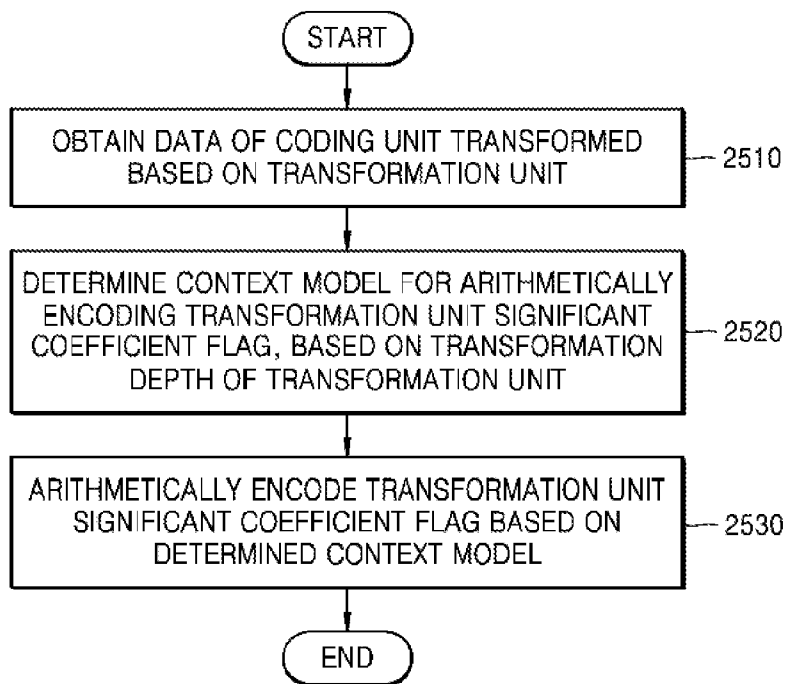 START
OBTAIN DATA OF CODING UNIT TRANSFORMED
BASED ON TRANSFORMATION UNIT
2510
DETERMINE CONTEXT MODEL FOR ARITHMETICALLY
ENCODING TRANSFORMATION UNIT SIGNIFICANT
COEFFICIENT FLAG, BASED ON TRANSFORMATION
DEPTH OF TRANSFORMATION UNIT
2520
ARITHMETICALLY ENCODE TRANSFORMATION UNIT
SIGNIFICANT COEFFICIENT FLAG BASED ON
DETERMINED CONTEXT MODEL
2530
END